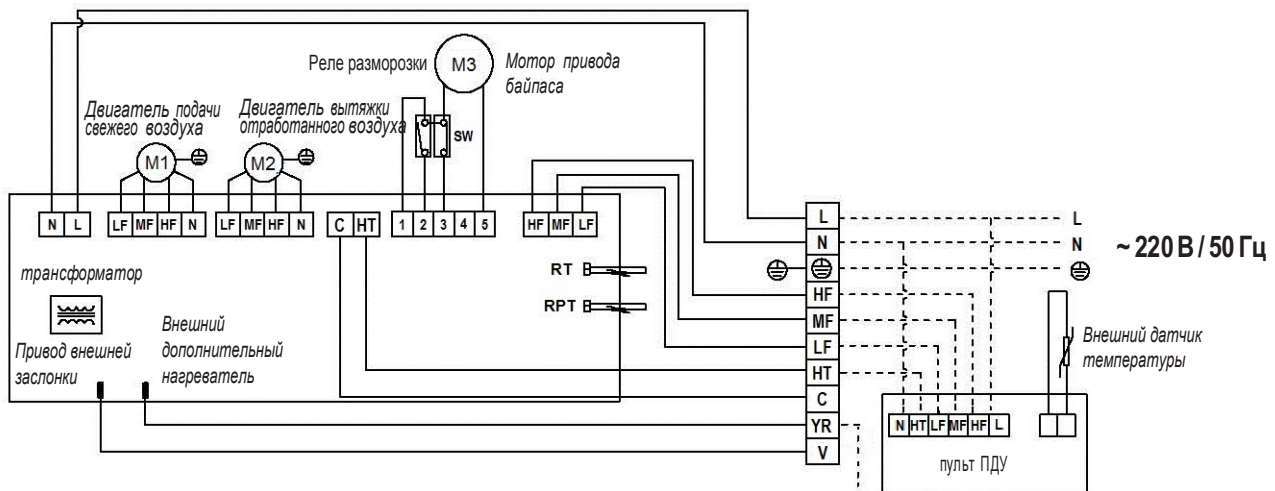 Реле разморозки
M3
Мотор привода
байпаса
Двигатель подачи
свежего воздуха
Двигатель вытяжки
отработанного воздуха
SW
M1
M2
N L
LF MF HF N
LF MF HF N
C HT
1 2 3 4 5
HF MF LF
L
N
HF
MF
LF
HT
C
YR
V
L
N
~ 220 В / 50 Гц
трансформатор
RT
RPT
Привод внешней
заслонки
Внешний
дополнительный
нагреватель
Внешний датчик
температуры
N HT LF MF HF L
пульт ПДУ